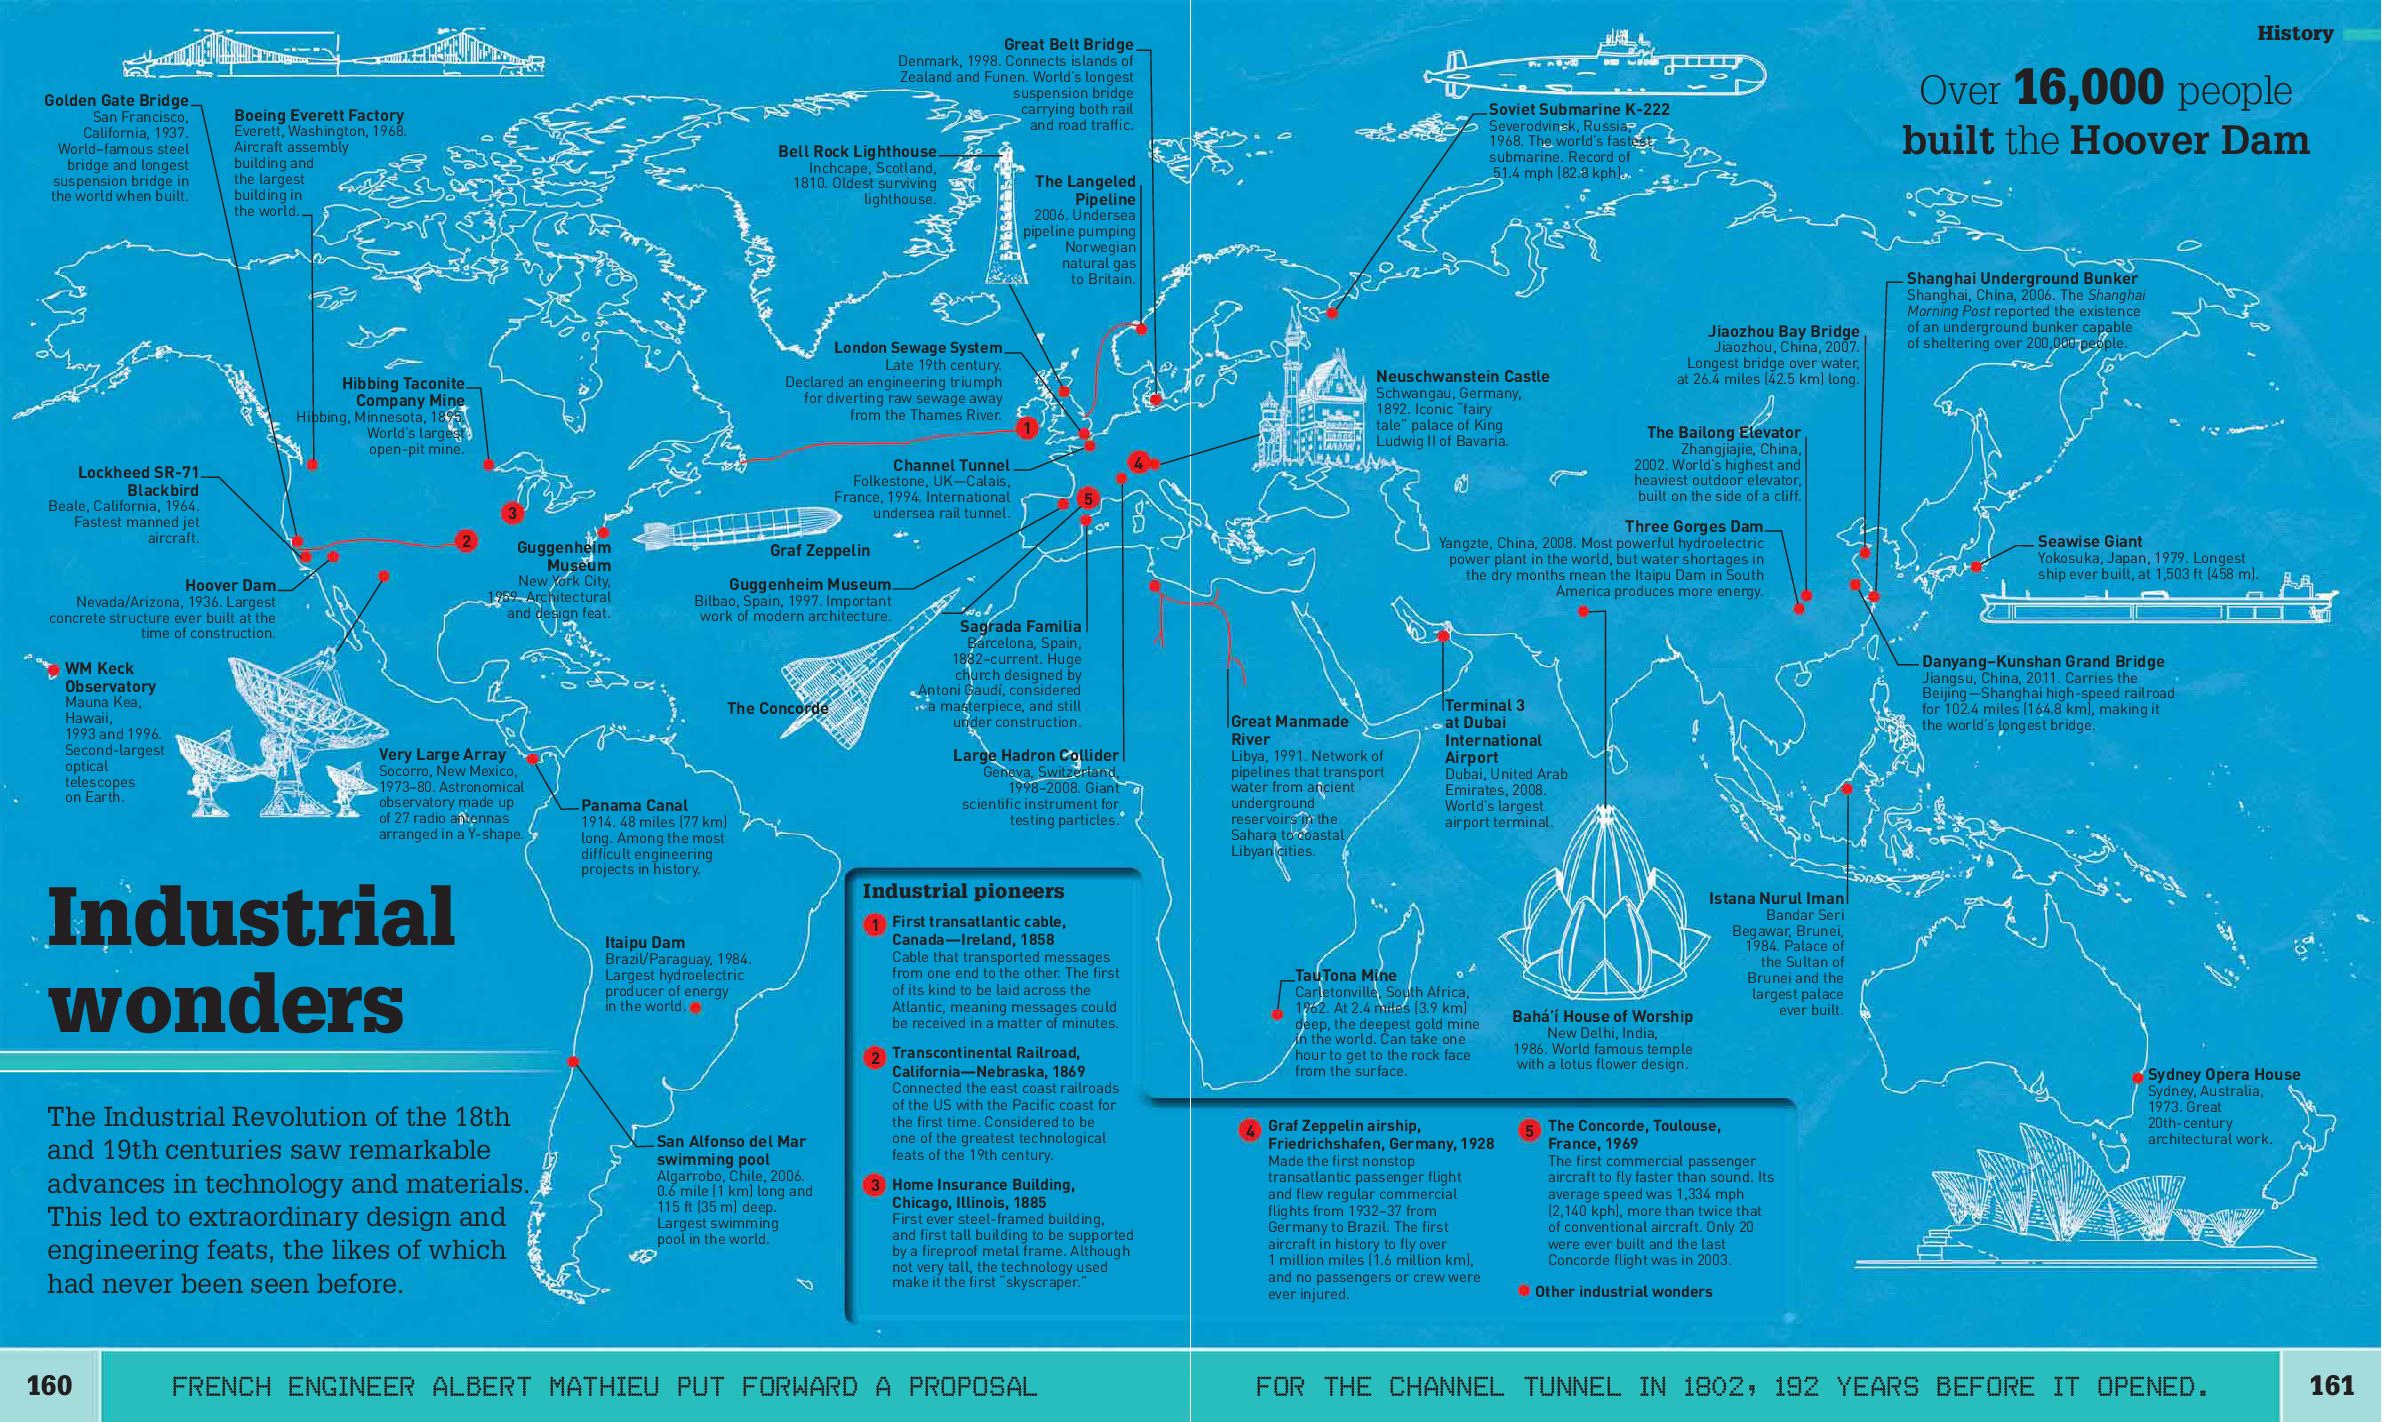 History
Over 16,000 people
built the Hoover Dam
Golden Gate Bridge
San Francisco,
California, 1937.
World-famous steel
bridge and longest
suspension bridge in
the world when built.
Boeing Everett Factory
Everett, Washington, 1968.
Aircraft assembly
building and
the largest
building in
the world.
Great Belt Bridge
Denmark, 1998. Connects islands of
Zealand and Funen. World's longest
suspension bridge
carrying both rail
and road traffic.
Bell Rock Lighthouse
Inchcape, Scotland,
1810. Oldest surviving
lighthouse.
The Langeled
Pipeline
2006. Undersea
pipeline pumping
Norwegian
natural gas
to Britain.
Soviet Submarine K-222
Severodvinsk, Russia,
1968. The world's fastest
submarine. Record of
51.4 mph (82.8 kph).
Shanghai Underground Bunker
Shanghai, China, 2006. The Shanghai
Morning Post reported the existence
of an underground bunker capable
of sheltering over 200,000 people.
Jiaozhou Bay Bridge
Jiaozhou, China, 2007.
Longest bridge over water,
at 26.4 miles (42.5 km) long.
London Sewage System
Late 19th century.
Declared an engineering triumph
for diverting raw sewage away
from the Thames River.
Hibbing Taconite
Company Mine
Hibbing, Minnesota, 1895.
World's largest
open-pit mine.
Neuschwanstein Castle
Schwangau, Germany,
1892. Iconic "fairy
tale" palace of King
Ludwig II of Bavaria.
The Bailong Elevator
Zhangjiajie, China,
2002. World's highest and
heaviest outdoor elevator,
built on the side of a cliff.
Lockheed SR-71
Blackbird
Beale, California, 1964.
Fastest manned jet
aircraft.
Channel Tunnel
Folkestone, UK—Calais,
France, 1994. International
undersea rail tunnel.
1
4
5
3
2
Three Gorges Dam
Yangzte, China, 2008. Most powerful hydroelectric
power plant in the world, but water shortages in
the dry months mean the Itaipu Dam in South
America produces more energy.
Seawise Giant
Yokosuka, Japan, 1979. Longest
ship ever built, at 1,503 ft (458 m).
Guggenheim
Museum
New York City,
1959. Architectural
and design feat.
Graf Zeppelin
Hoover Dam
Nevada/Arizona, 1936. Largest
concrete structure ever built at the
time of construction.
Guggenheim Museum
Bilbao, Spain, 1997. Important
work of modern architecture.
Sagrada Familia
Barcelona, Spain,
1882–current. Huge
church designed by
Antoni Gaudí, considered
a masterpiece, and still
under construction.
The Concorde
WM Keck
Observatory
Mauna Kea,
Hawaii,
1993 and 1996.
Second-largest
optical
telescopes
on Earth.
Very Large Array
Socorro, New Mexico,
1973–80. Astronomical
observatory made up
of 27 radio antennas
arranged in a Y-shape.
Panama Canal
1914. 48 miles (77 km)
long. Among the most
difficult engineering
projects in history.
Large Hadron Collider
Geneva, Switzerland,
1998–2008. Giant
scientific instrument for
testing particles.
Great Manmade
River
Libya, 1991. Network of
pipelines that transport
water from ancient
underground
reservoirs in the
Sahara to coastal
Libyan cities.
Terminal 3
at Dubai
International
Airport
Dubai, United Arab
Emirates, 2008.
World's largest
airport terminal.
Danyang–Kunshan Grand Bridge
Jiangsu, China, 2011. Carries the
Beijing—Shanghai high-speed railroad
for 102.4 miles (164.8 km), making it
the world's longest bridge.
Istana Nurul Iman
Bandar Seri
Begawar, Brunei,
1984. Palace of
the Sultan of
Brunei and the
largest palace
ever built.
Itaipu Dam
Brazil/Paraguay, 1984.
Largest hydroelectric
producer of energy
in the world.
TauTona Mine
Carletonville, South Africa,
1962. At 2.4 miles (3.9 km)
deep, the deepest gold mine
in the world. Can take one
hour to get to the rock face
from the surface.
Bahá'í House of Worship
New Delhi, India,
1986. World famous temple
with a lotus flower design.
Sydney Opera House
Sydney, Australia,
1973. Great
20th-century
architectural work.
San Alfonso del Mar
swimming pool
Algarrobo, Chile, 2006.
0.6 mile (1 km) long and
115 ft (35 m) deep.
Largest swimming
pool in the world.
Industrial
wonders
The Industrial Revolution of the 18th
and 19th centuries saw remarkable
advances in technology and materials.
This led to extraordinary design and
engineering feats, the likes of which
had never been seen before.
Industrial pioneers
1 First transatlantic cable,
Canada—Ireland, 1858
Cable that transported messages
from one end to the other. The first
of its kind to be laid across the
Atlantic, meaning messages could
be received in a matter of minutes.
2 Transcontinental Railroad,
California—Nebraska, 1869
Connected the east coast railroads
of the US with the Pacific coast for
the first time. Considered to be
one of the greatest technological
feats of the 19th century.
3 Home Insurance Building,
Chicago, Illinois, 1885
First ever steel-framed building,
and first tall building to be supported
by a fireproof metal frame. Although
not very tall, the technology used
make it the first "skyscraper."
4 Graf Zeppelin airship,
Friedrichshafen, Germany, 1928
Made the first nonstop
transatlantic passenger flight
and flew regular commercial
flights from 1932–37 from
Germany to Brazil. The first
aircraft in history to fly over
1 million miles (1.6 million km),
and no passengers or crew were
ever injured.
5 The Concorde, Toulouse,
France, 1969
The first commercial passenger
aircraft to fly faster than sound. Its
average speed was 1,334 mph
(2,140 kph), more than twice that
of conventional aircraft. Only 20
were ever built and the last
Concorde flight was in 2003.
Other industrial wonders
160
FRENCH ENGINEER ALBERT MATHIEU PUT FORWARD A PROPOSAL
FOR THE CHANNEL TUNNEL IN 1802, 192 YEARS BEFORE IT OPENED.
161